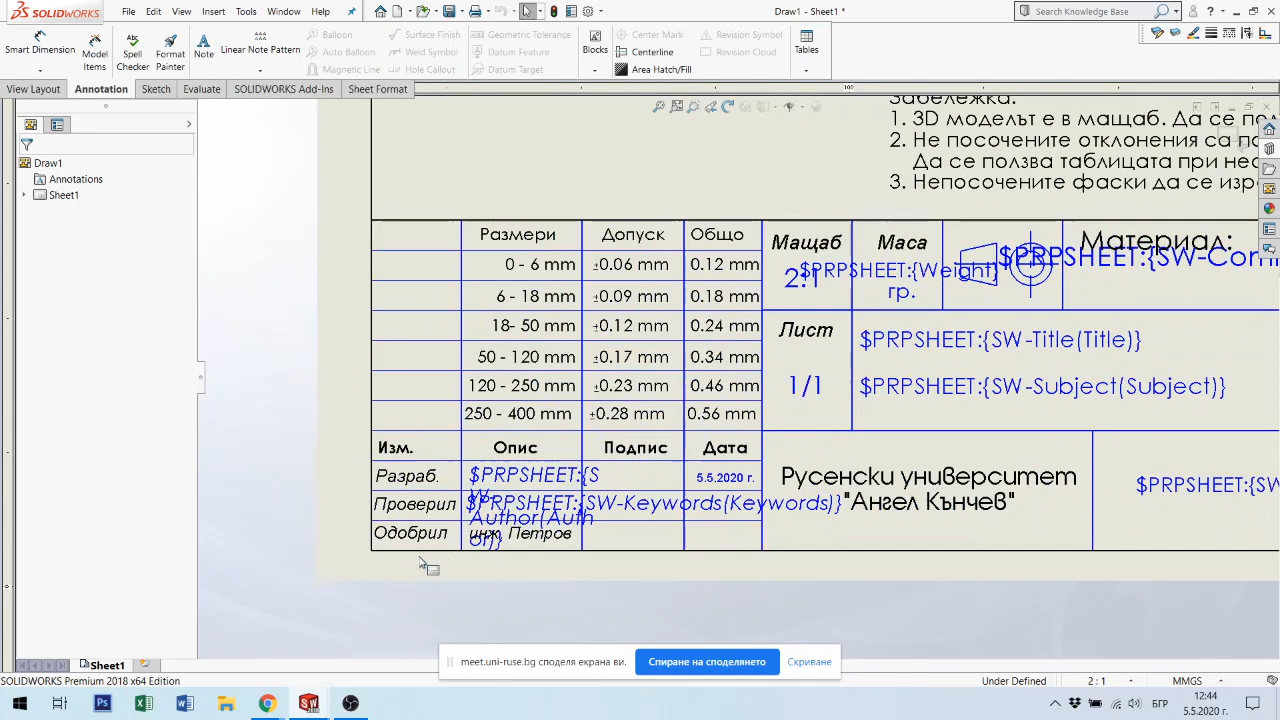 SOLIDWORKS
File Edit View Insert Tools Window Help
Draw1 - Sheet1 *
Search Knowledge Base
Smart Dimension
Model Items
Spell Checker
Format Painter
Note
Linear Note Pattern
Balloon
Auto Balloon
Magnetic Line
Surface Finish
Weld Symbol
Hole Callout
Geometric Tolerance
Datum Feature
Datum Target
Blocks
Center Mark
Centerline
Area Hatch/Fill
Revision Symbol
Revision Cloud
Tables
View Layout Annotation Sketch Evaluate SOLIDWORKS Add-Ins Sheet Format
100
Draw1
Annotations
Sheet1
Забележка:
1. 3D моделът е в мащаб. Да се по
2. Не посочените отклонения са
Да се ползва таблицата при
3. Непосочените фаски да се
Размери Допуск Общо
0 - 6 mm ±0.06 mm 0.12 mm
6 - 18 mm ±0.09 mm 0.18 mm
18- 50 mm ±0.12 mm 0.24 mm
50 - 120 mm ±0.17 mm 0.34 mm
120 - 250 mm ±0.23 mm 0.46 mm
250 - 400 mm ±0.28 mm 0.56 mm
Мащаб
2:1
Маса
$PRPSHEET:{Weight}
гр.
Материал:
$PRPSHEET:{SW-Com
Лист
1/1
$PRPSHEET:{SW-Title(Title)}
$PRPSHEET:{SW-Subject(Subject)}
Изм. Опис Подпис Дата
Разраб. $PRPSHEET:{S
W-
Author(Auth
or)}
5.5.2020 г.
Проверил $PRPSHEET:{SW-Keywords(Keywords)}
Одобрил инж. Петров
Русенски университет
"Ангел Кънчев"
$PRPSHEET:{SW
Sheet1
meet.uni-ruse.bg споделя екрана ви. Спиране на споделянето Скриване
SOLIDWORKS Premium 2018 x64 Edition
Under Defined 2 : 1 MMGS
БГР
12:44
5.5.2020 г.